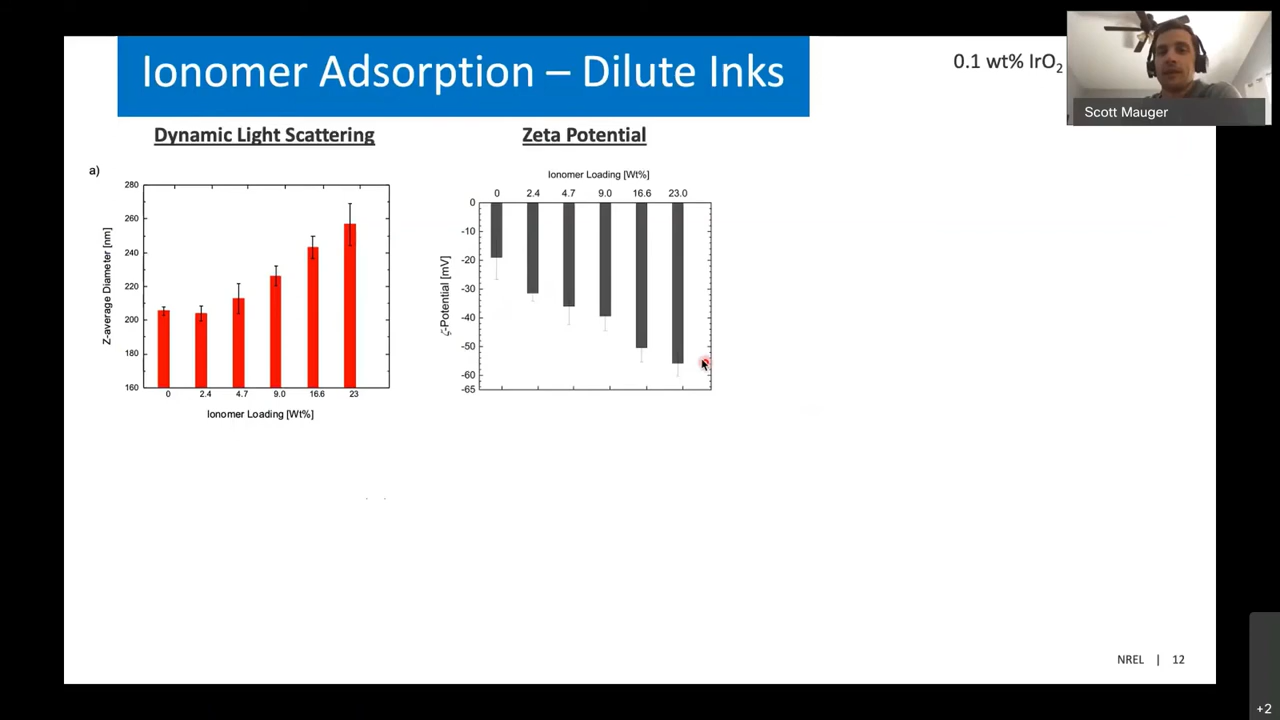 Ionomer Adsorption – Dilute Inks
0.1 wt% IrO₂
Scott Mauger
Dynamic Light Scattering
Zeta Potential
a)
280
260
240
220
200
180
160
Z-average Diameter [nm]
0 2.4 4.7 9.0 16.6 23
Ionomer Loading [Wt%]
Ionomer Loading [Wt%]
0 2.4 4.7 9.0 16.6 23.0
0
-10
-20
-30
-40
-50
-60
-65
ζ-Potential [mV]
NREL | 12
+2